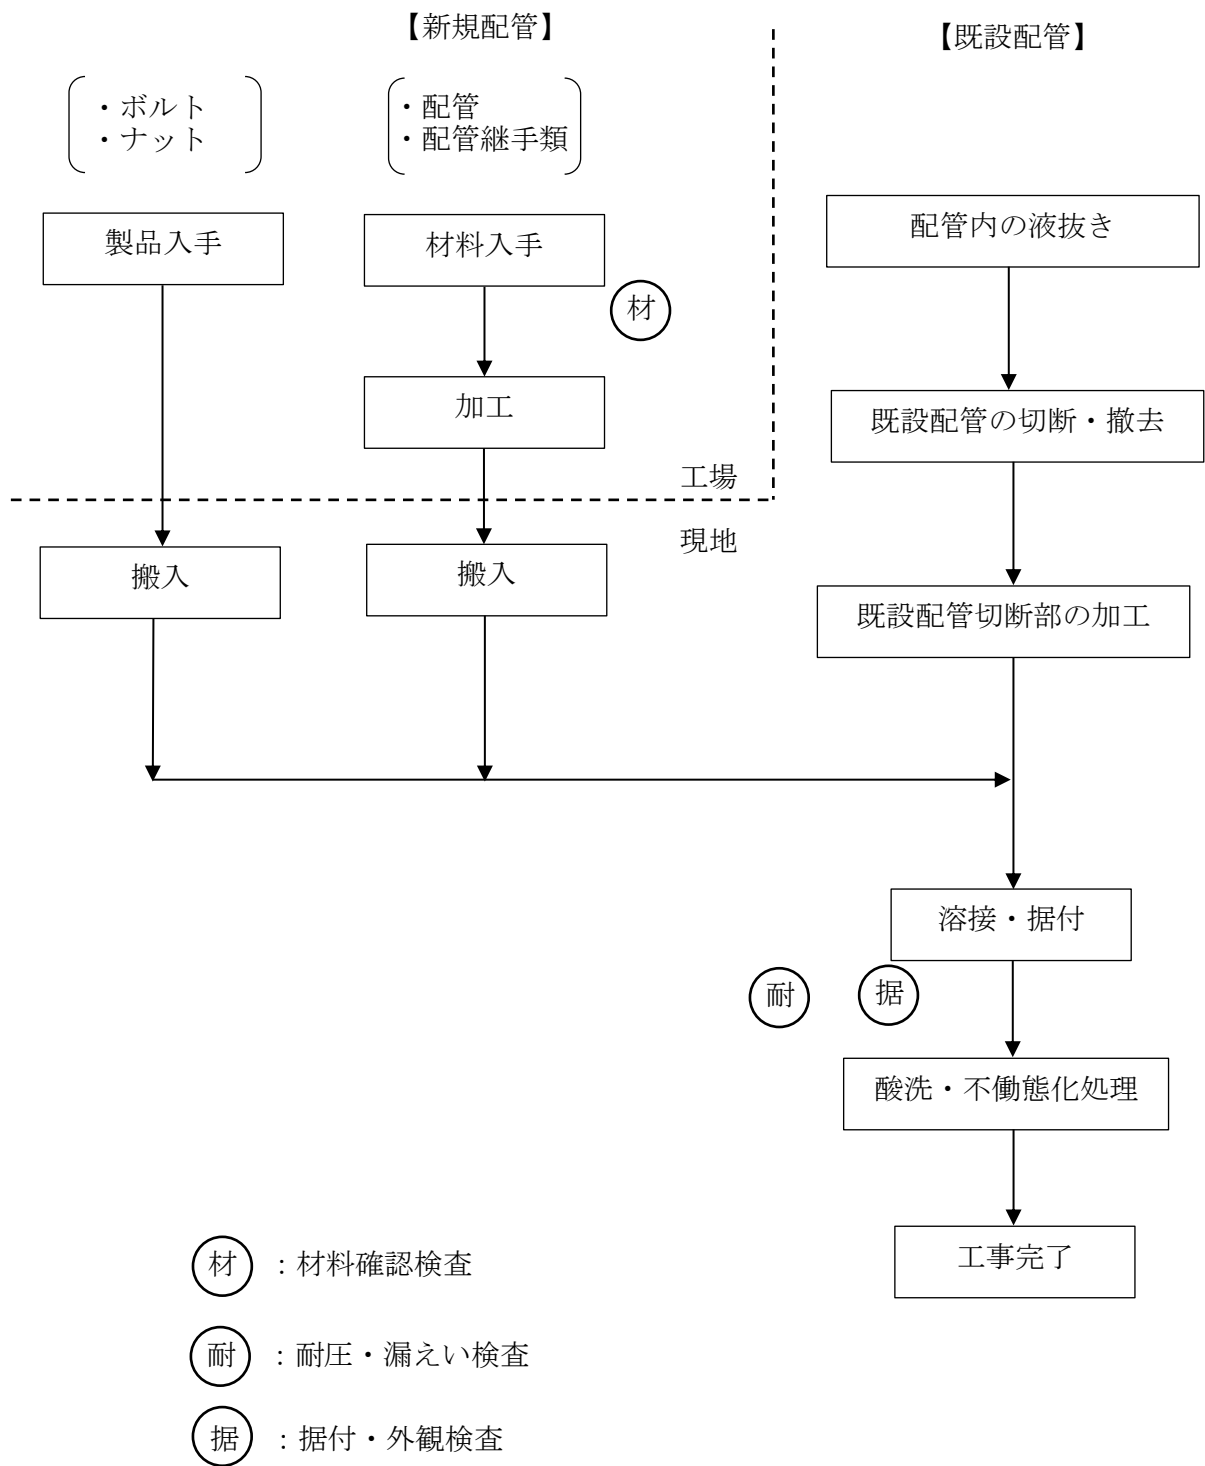 【新規配管】
【既設配管】
・ボルト
・ナット
・配管
・配管継手類
製品入手
材料入手
配管内の液抜き
材
加工
既設配管の切断・撤去
工場
現地
搬入
搬入
既設配管切断部の加工
溶接・据付
耐
据
酸洗・不働態化処理
工事完了
材：材料確認検査
耐：耐圧・漏えい検査
据：据付・外観検査